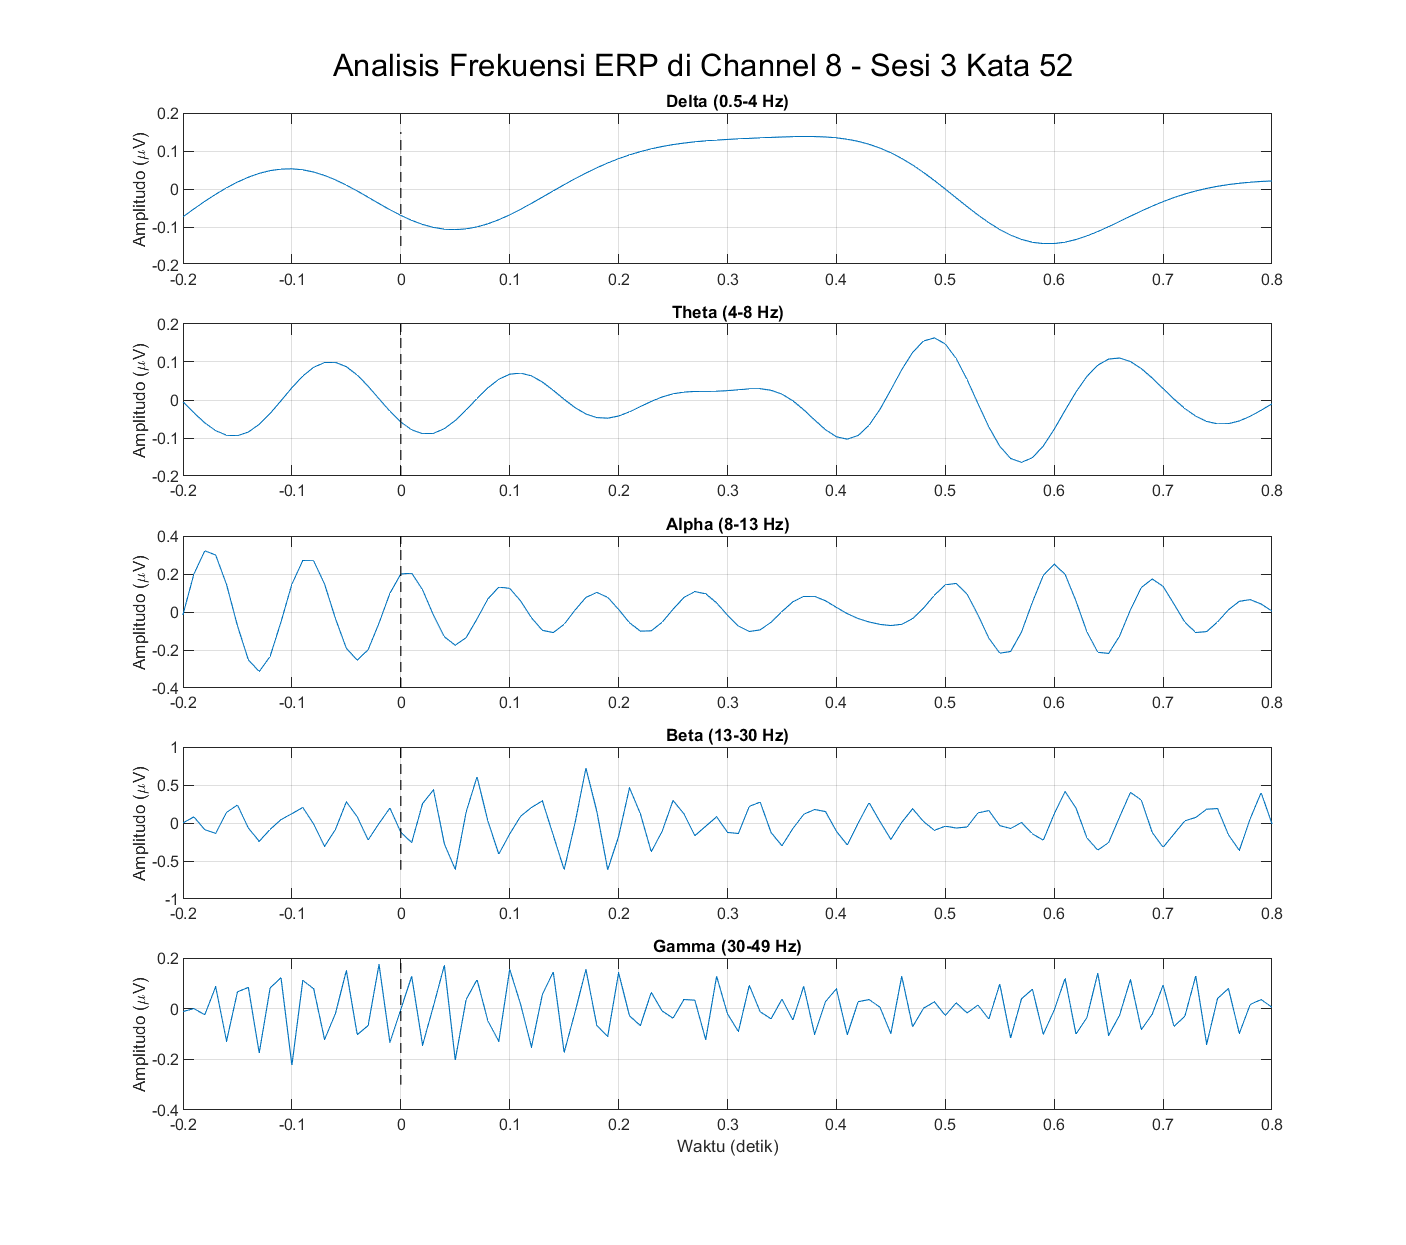 Analisis Frekuensi ERP di Channel 8 - Sesi 3 Kata 52
Delta (0.5-4 Hz)
Amplitudo (μV)
0.2
0.1
0
-0.1
-0.2
-0.2 -0.1 0 0.1 0.2 0.3 0.4 0.5 0.6 0.7 0.8
Theta (4-8 Hz)
Amplitudo (μV)
0.2
0.1
0
-0.1
-0.2
-0.2 -0.1 0 0.1 0.2 0.3 0.4 0.5 0.6 0.7 0.8
Alpha (8-13 Hz)
Amplitudo (μV)
0.4
0.2
0
-0.2
-0.4
-0.2 -0.1 0 0.1 0.2 0.3 0.4 0.5 0.6 0.7 0.8
Beta (13-30 Hz)
Amplitudo (μV)
1
0.5
0
-0.5
-1
-0.2 -0.1 0 0.1 0.2 0.3 0.4 0.5 0.6 0.7 0.8
Gamma (30-49 Hz)
Amplitudo (μV)
0.2
0
-0.2
-0.4
-0.2 -0.1 0 0.1 0.2 0.3 0.4 0.5 0.6 0.7 0.8
Waktu (detik)